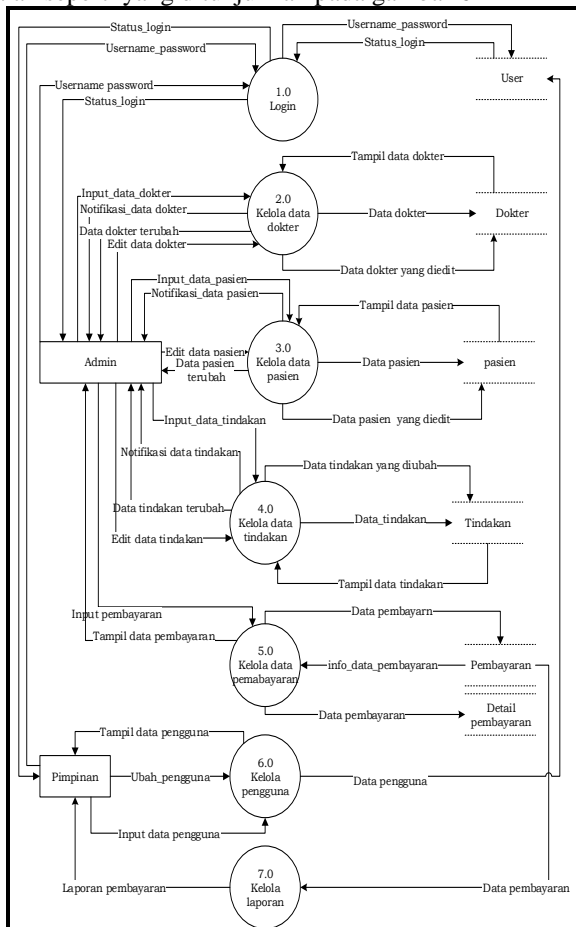 Status_login
Username_password
Username_password
Status_login
Username password
Status_login
1.0
Login
User
Tampil data dokter
Input_data_dokter
Notifikasi_data dokter
Data dokter terubah
Edit data dokter
2.0
Kelola data
dokter
Data dokter
Dokter
Data dokter yang diedit
Input_data_pasien
Notifikasi_data pasien
Tampil data pasien
Admin
Edit data pasien
Data pasien
terubah
3.0
Kelola data
pasien
Data pasien
pasien
Data pasien yang diedit
Input_data_tindakan
Notifikasi data tindakan
Data tindakan yang diubah
Data tindakan terubah
Edit data tindakan
4.0
Kelola data
tindakan
Data_tindakan
Tindakan
Tampil data tindakan
Input pembayaran
Tampil data pembayaran
Data pembayarn
5.0
Kelola data
pemabayaran
info_data_pembayaran
Pembayaran
Data pembayaran
Detail
pembayaran
Tampil data pengguna
Pimpinan
Ubah_pengguna
6.0
Kelola
pengguna
Data pengguna
Input data pengguna
Laporan pembayaran
7.0
Kelola
laporan
Data pembayaran